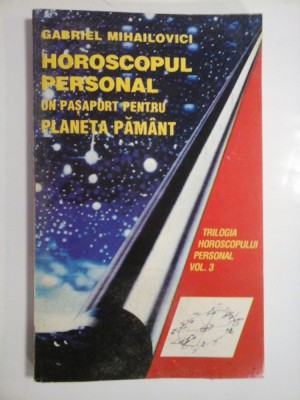 GABRIEL MIHAILOVICI
HOROSCOPUL
PERSONAL
UN PAŞAPORT PENTRU
PLANETA PĂMÂNT
TRILOGIA
HOROSCOPULUI
PERSONAL
VOL. 3